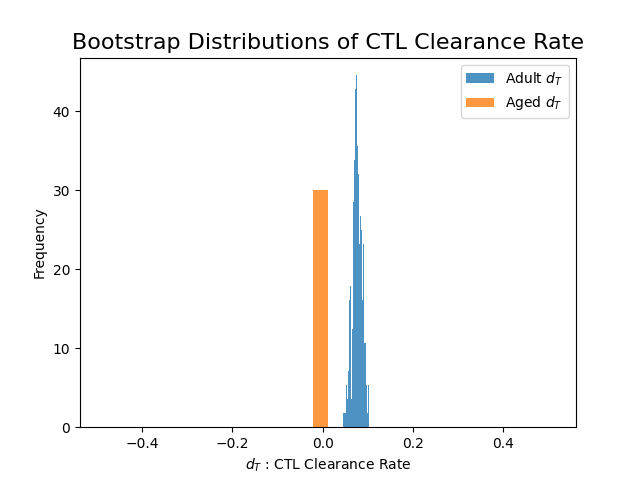 Bootstrap Distributions of CTL Clearance Rate
Adult d_T
Aged d_T
Frequency
40
30
20
10
0
−0.4 −0.2 0.0 0.2 0.4
d_T : CTL Clearance Rate